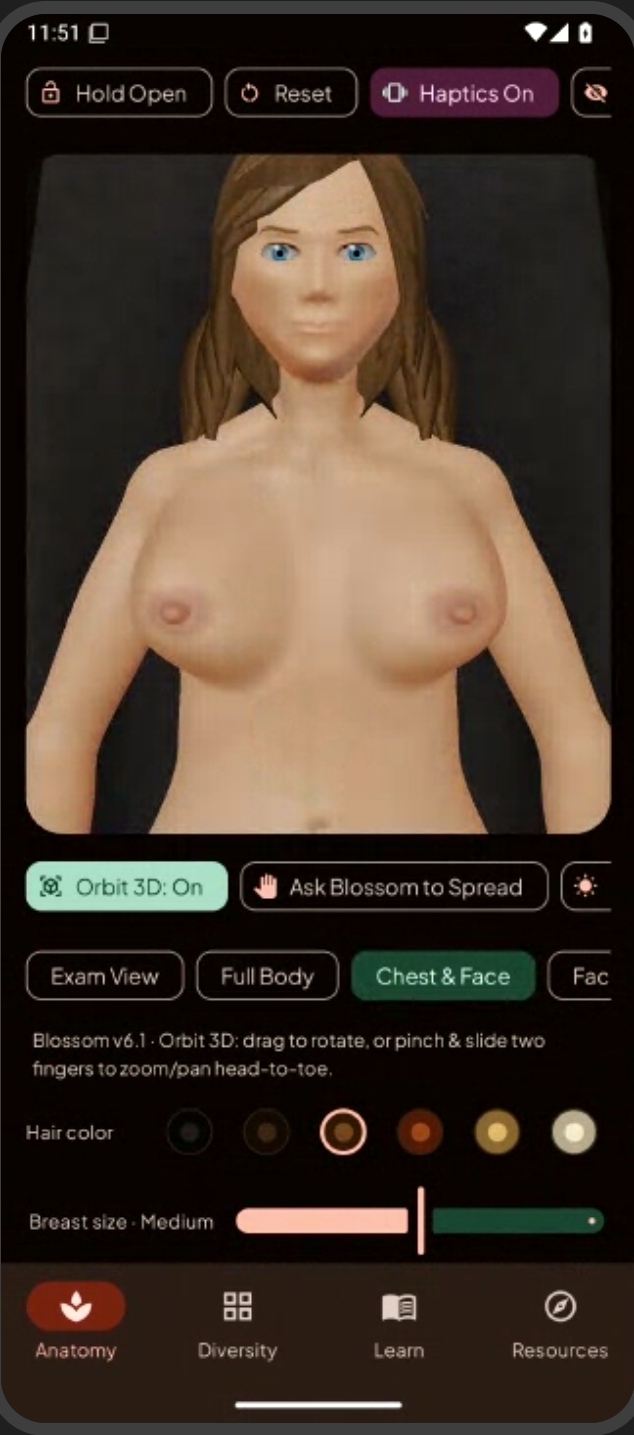 11:51
Hold Open
Reset
Haptics On
Orbit 3D: On
Ask Blossom to Spread
Exam View
Full Body
Chest & Face
Fac
Blossom v6.1 · Orbit 3D: drag to rotate, or pinch & slide two
fingers to zoom/pan head-to-toe.
Hair color
Breast size · Medium
Anatomy
Diversity
Learn
Resources